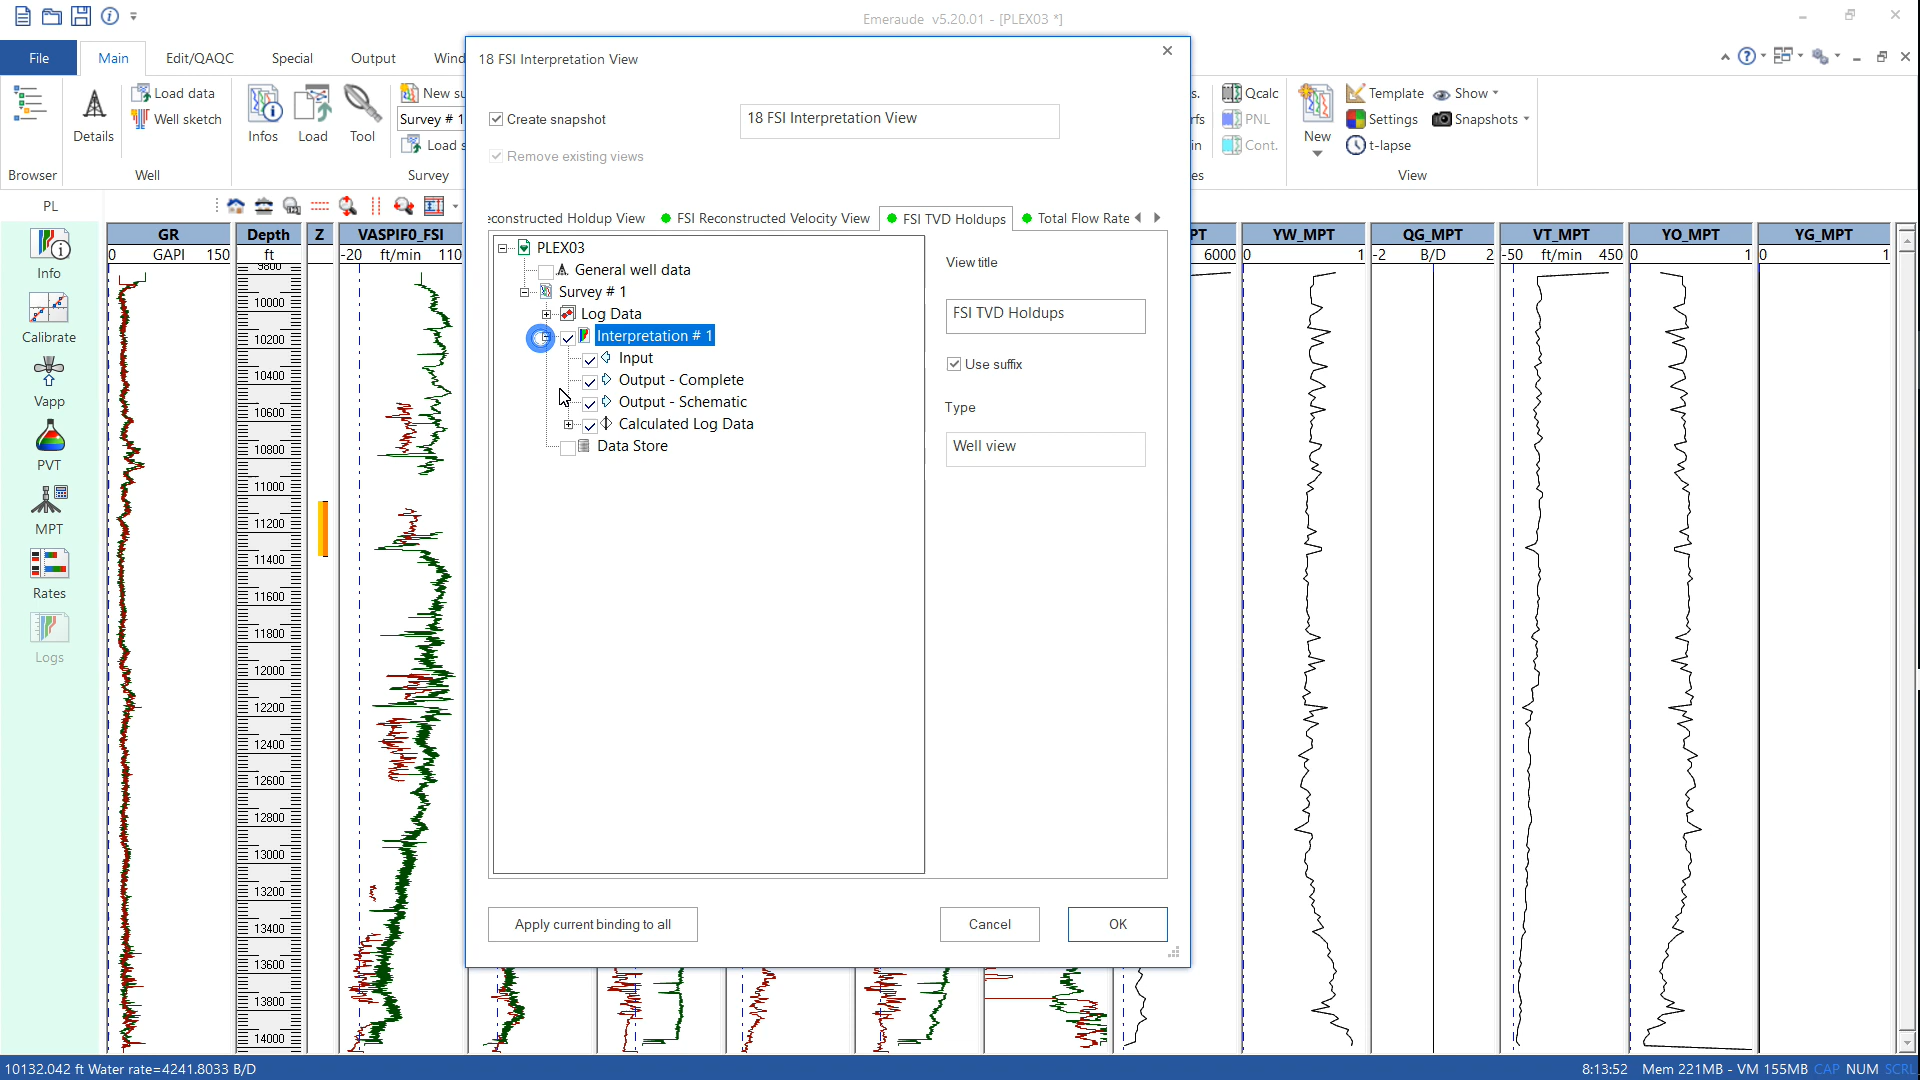 Emeraude v5.20.01 - [PLEX03 *]
File
Main
Edit/QAQC
Special
Output
Browser
Details
Load data
Well sketch
Well
Infos
Load
Tool
Survey # 1
Survey
Qcalc
PNL
Cont.
New
Template
Settings
t-lapse
Show
Snapshots
View
PL
Info
Calibrate
Vapp
PVT
MPT
Rates
Logs
GR
0 GAPI 150
Depth
ft
Z
VASPIF0_FSI
-20 ft/min 110
9800
10000
10200
10400
10600
10800
11000
11200
11400
11600
11800
12000
12200
12400
12600
12800
13000
13200
13400
13600
13800
14000
18 FSI Interpretation View
Create snapshot
18 FSI Interpretation View
Remove existing views
constructed Holdup View
FSI Reconstructed Velocity View
FSI TVD Holdups
Total Flow Rate
PLEX03
General well data
Survey # 1
Log Data
Interpretation # 1
Input
Output - Complete
Output - Schematic
Calculated Log Data
Data Store
View title
FSI TVD Holdups
Use suffix
Type
Well view
Apply current binding to all
Cancel
OK
6000
YW_MPT
0 1
QG_MPT
-2 B/D 2
VT_MPT
-50 ft/min 450
YO_MPT
0 1
YG_MPT
0 1
10132.042 ft Water rate=4241.8033 B/D
8:13:52 Mem 221MB - VM 155MB CAP NUM SCRL